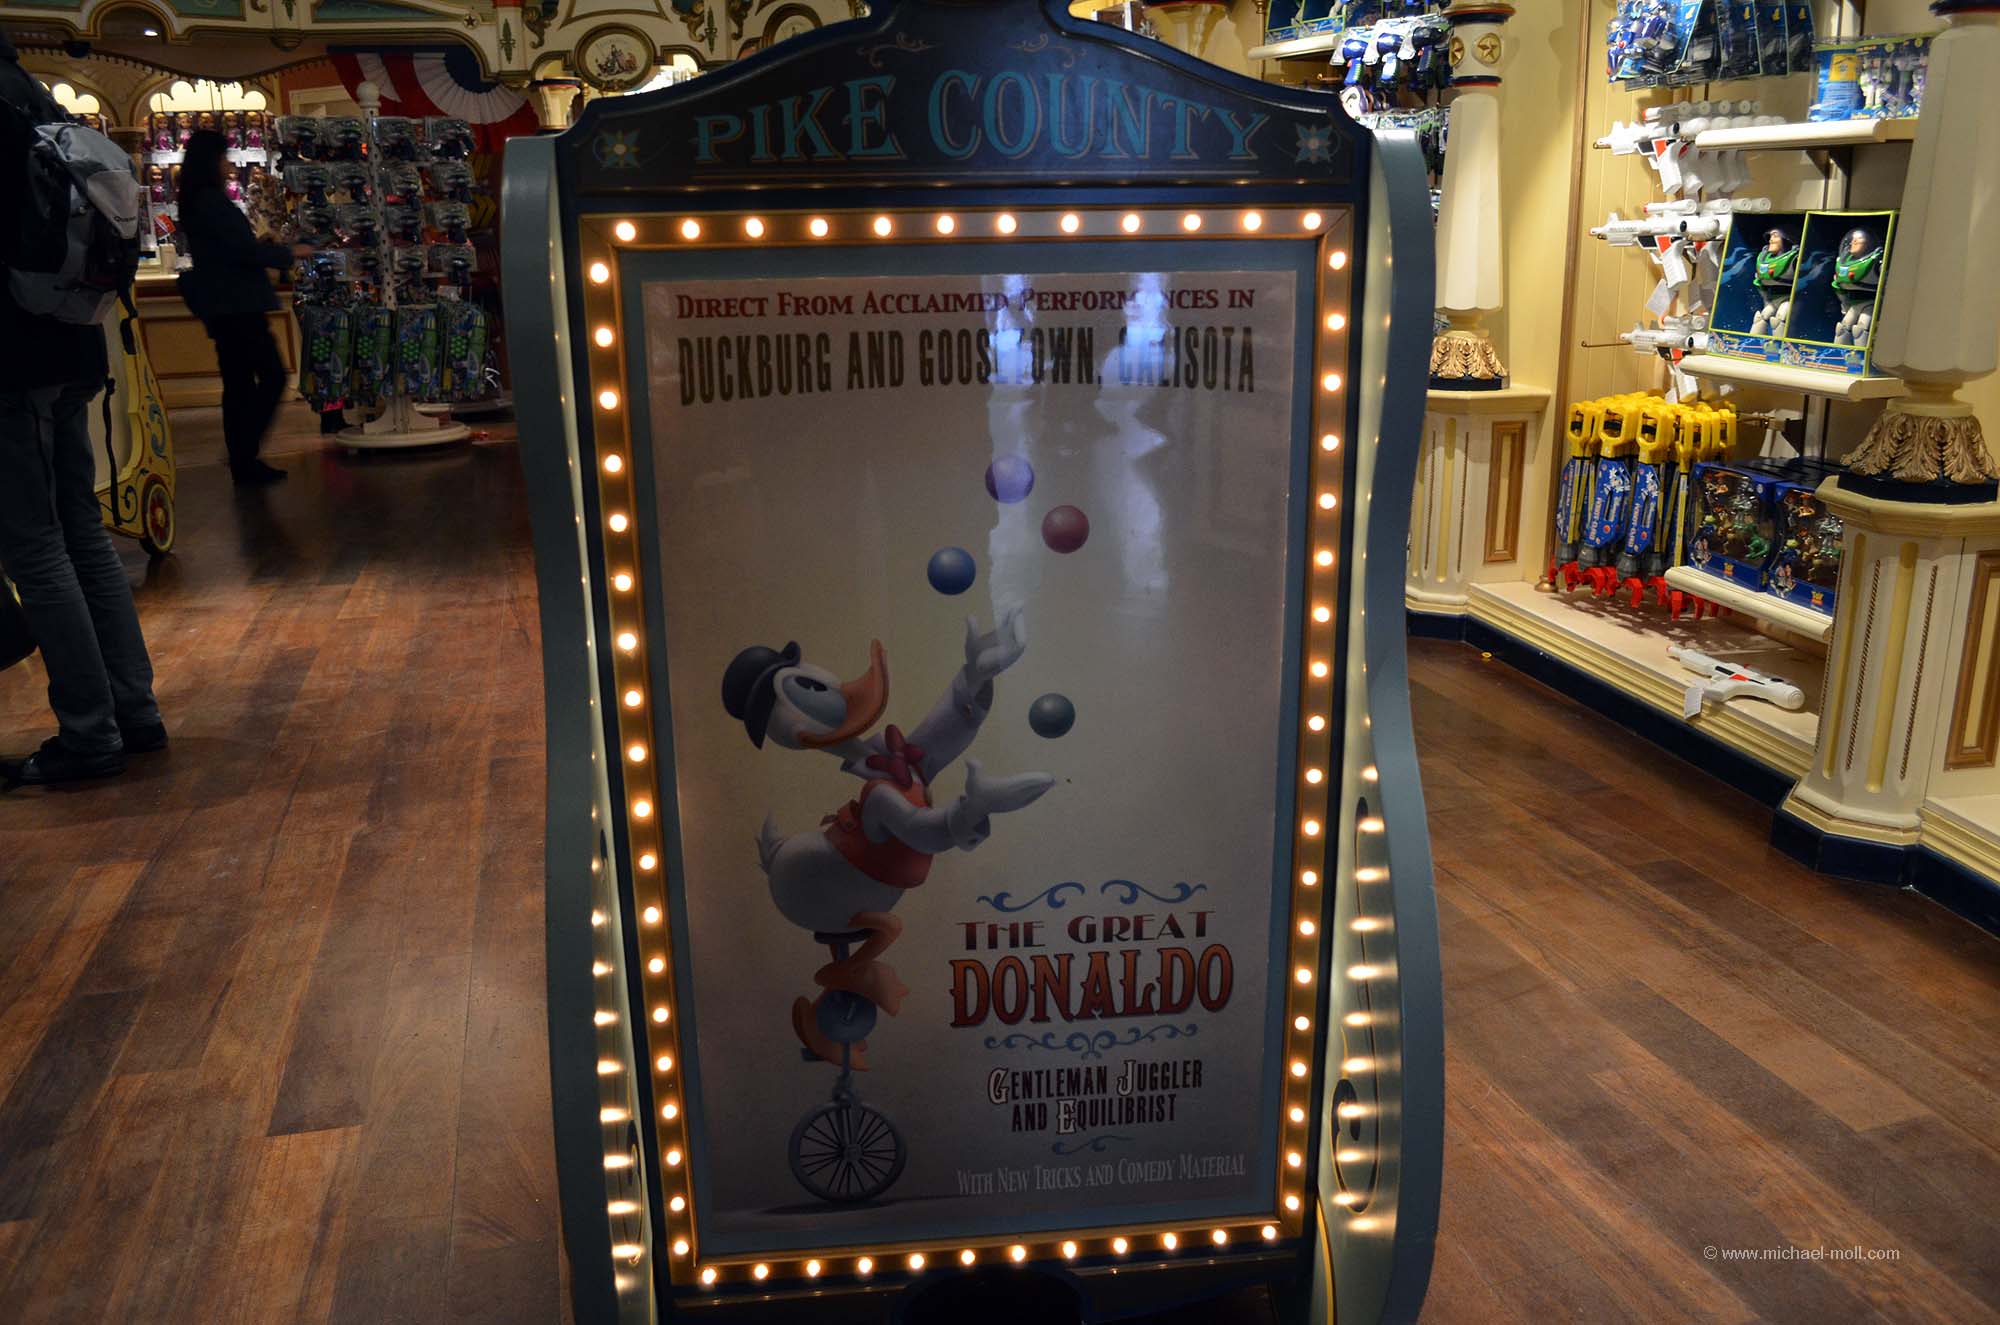 PIKE COUNTY
DIRECT FROM ACCLAIMED PERFORMANCES IN
DUCKBURG AND GOOSETOWN, CALISOTA
THE GREAT
DONALDO
GENTLEMAN JUGGLER
AND EQUILIBRIST
WITH NEW TRICKS AND COMEDY MATERIAL
© www.michael-moll.com